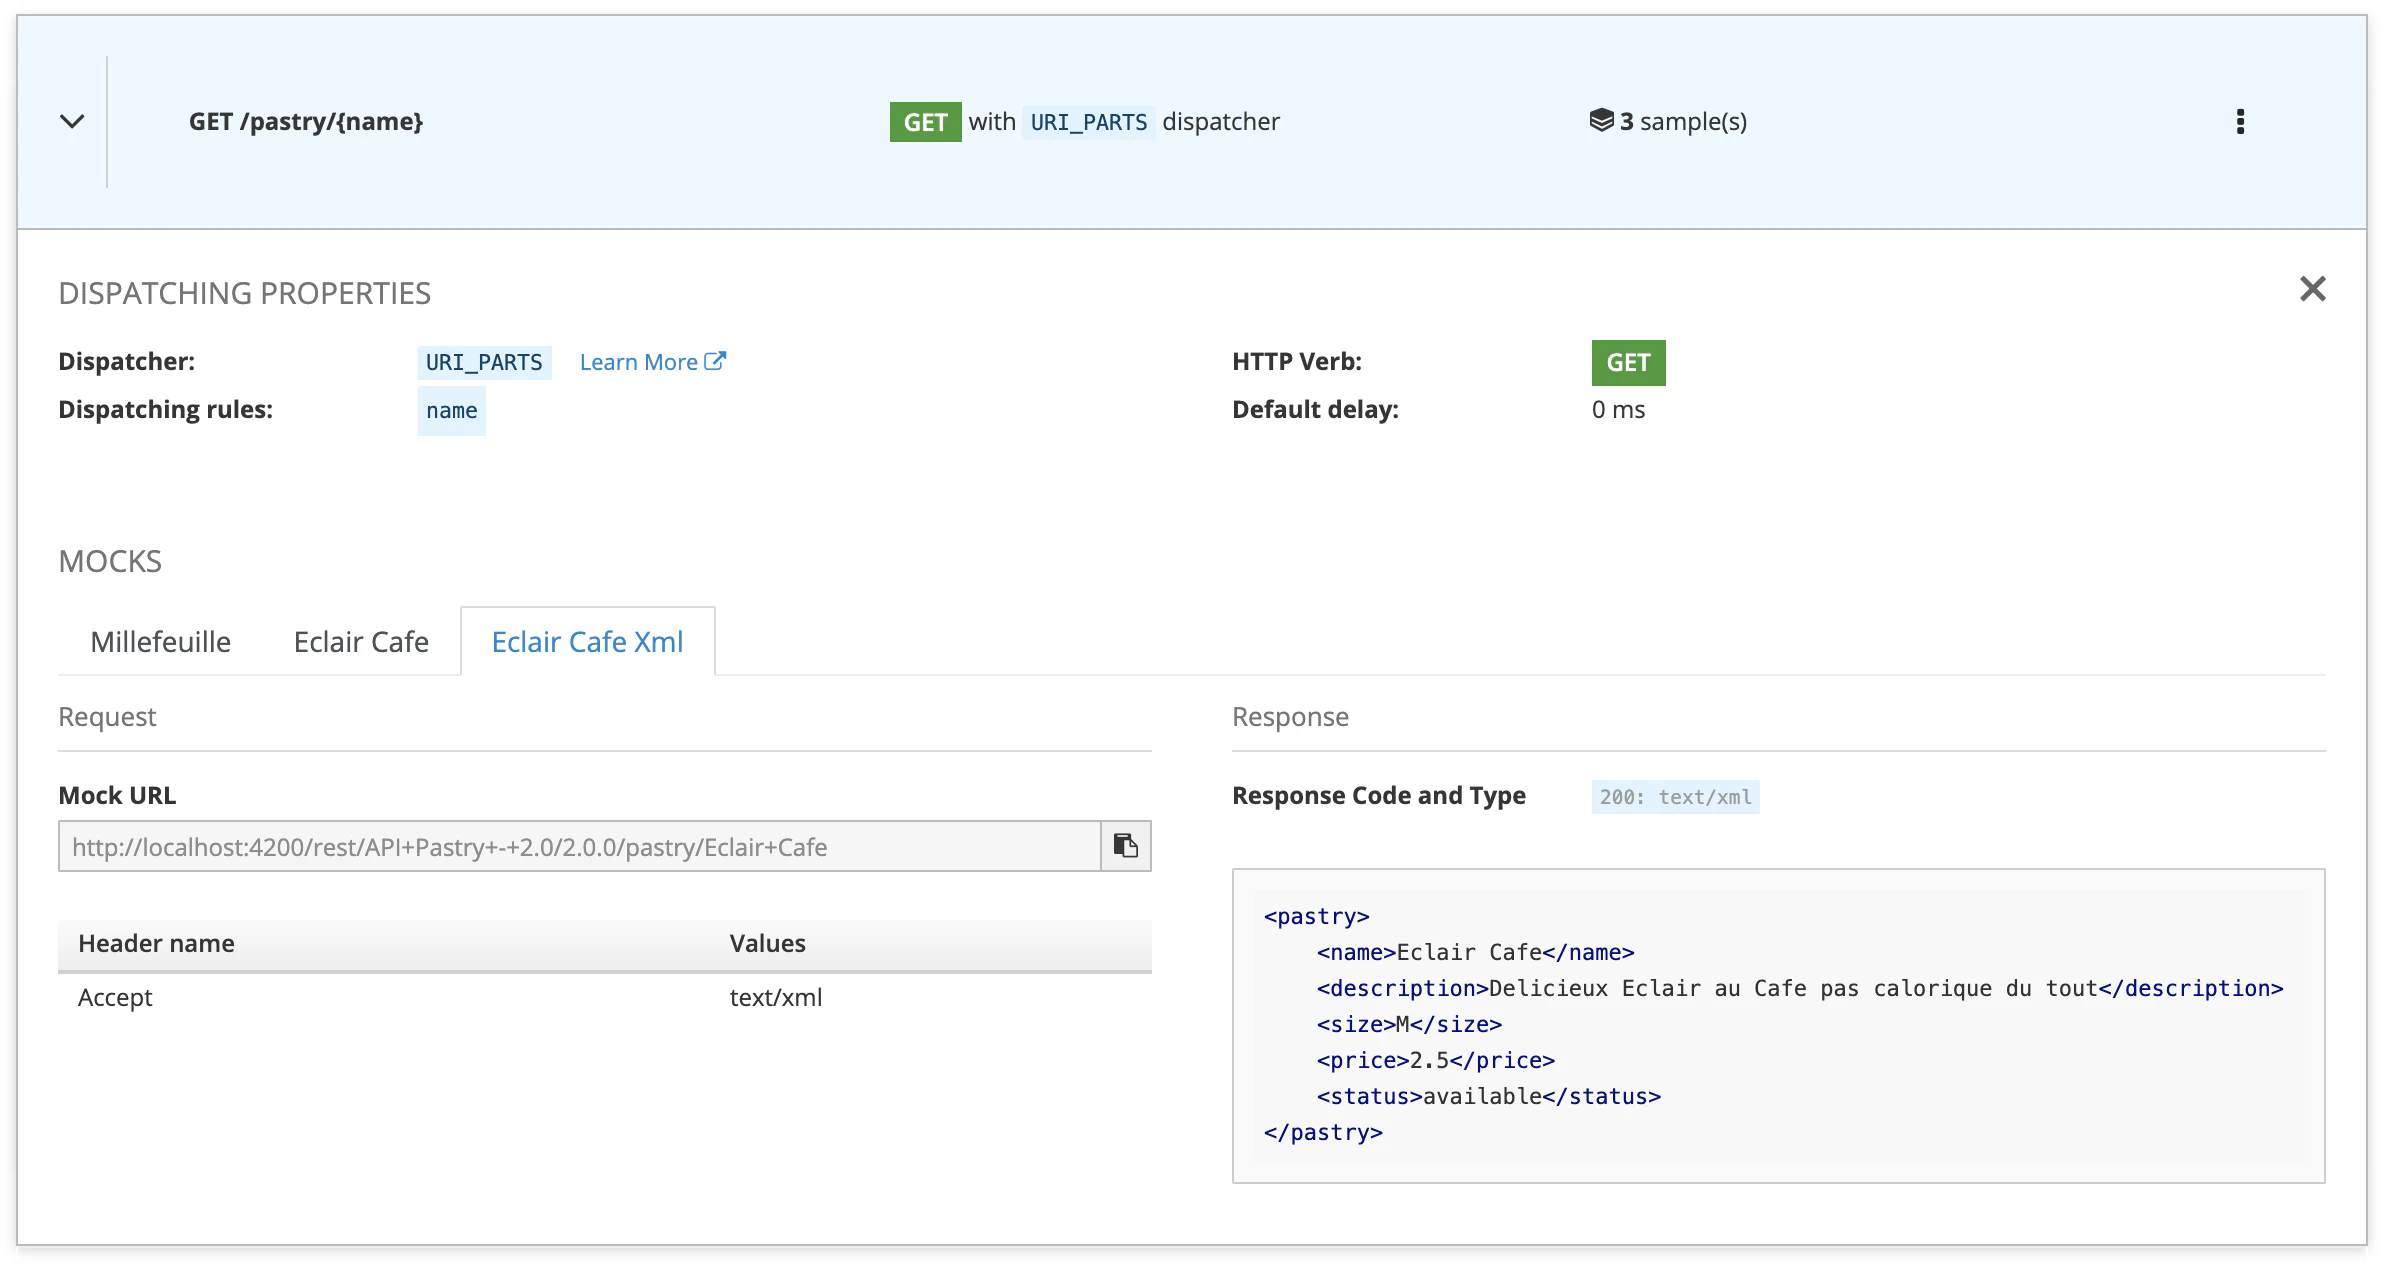 GET /pastry/{name}
GET with URI_PARTS dispatcher
3 sample(s)
DISPATCHING PROPERTIES
Dispatcher: URI_PARTS Learn More
HTTP Verb: GET
Dispatching rules: name
Default delay: 0 ms
MOCKS
Millefeuille Eclair Cafe Eclair Cafe Xml
Request
Mock URL
http://localhost:4200/rest/API+Pastry+-+2.0/2.0.0/pastry/Eclair+Cafe
Header name Values
Accept text/xml
Response
Response Code and Type 200: text/xml
<pastry>
    <name>Eclair Cafe</name>
    <description>Delicieux Eclair au Cafe pas calorique du tout</description>
    <size>M</size>
    <price>2.5</price>
    <status>available</status>
</pastry>